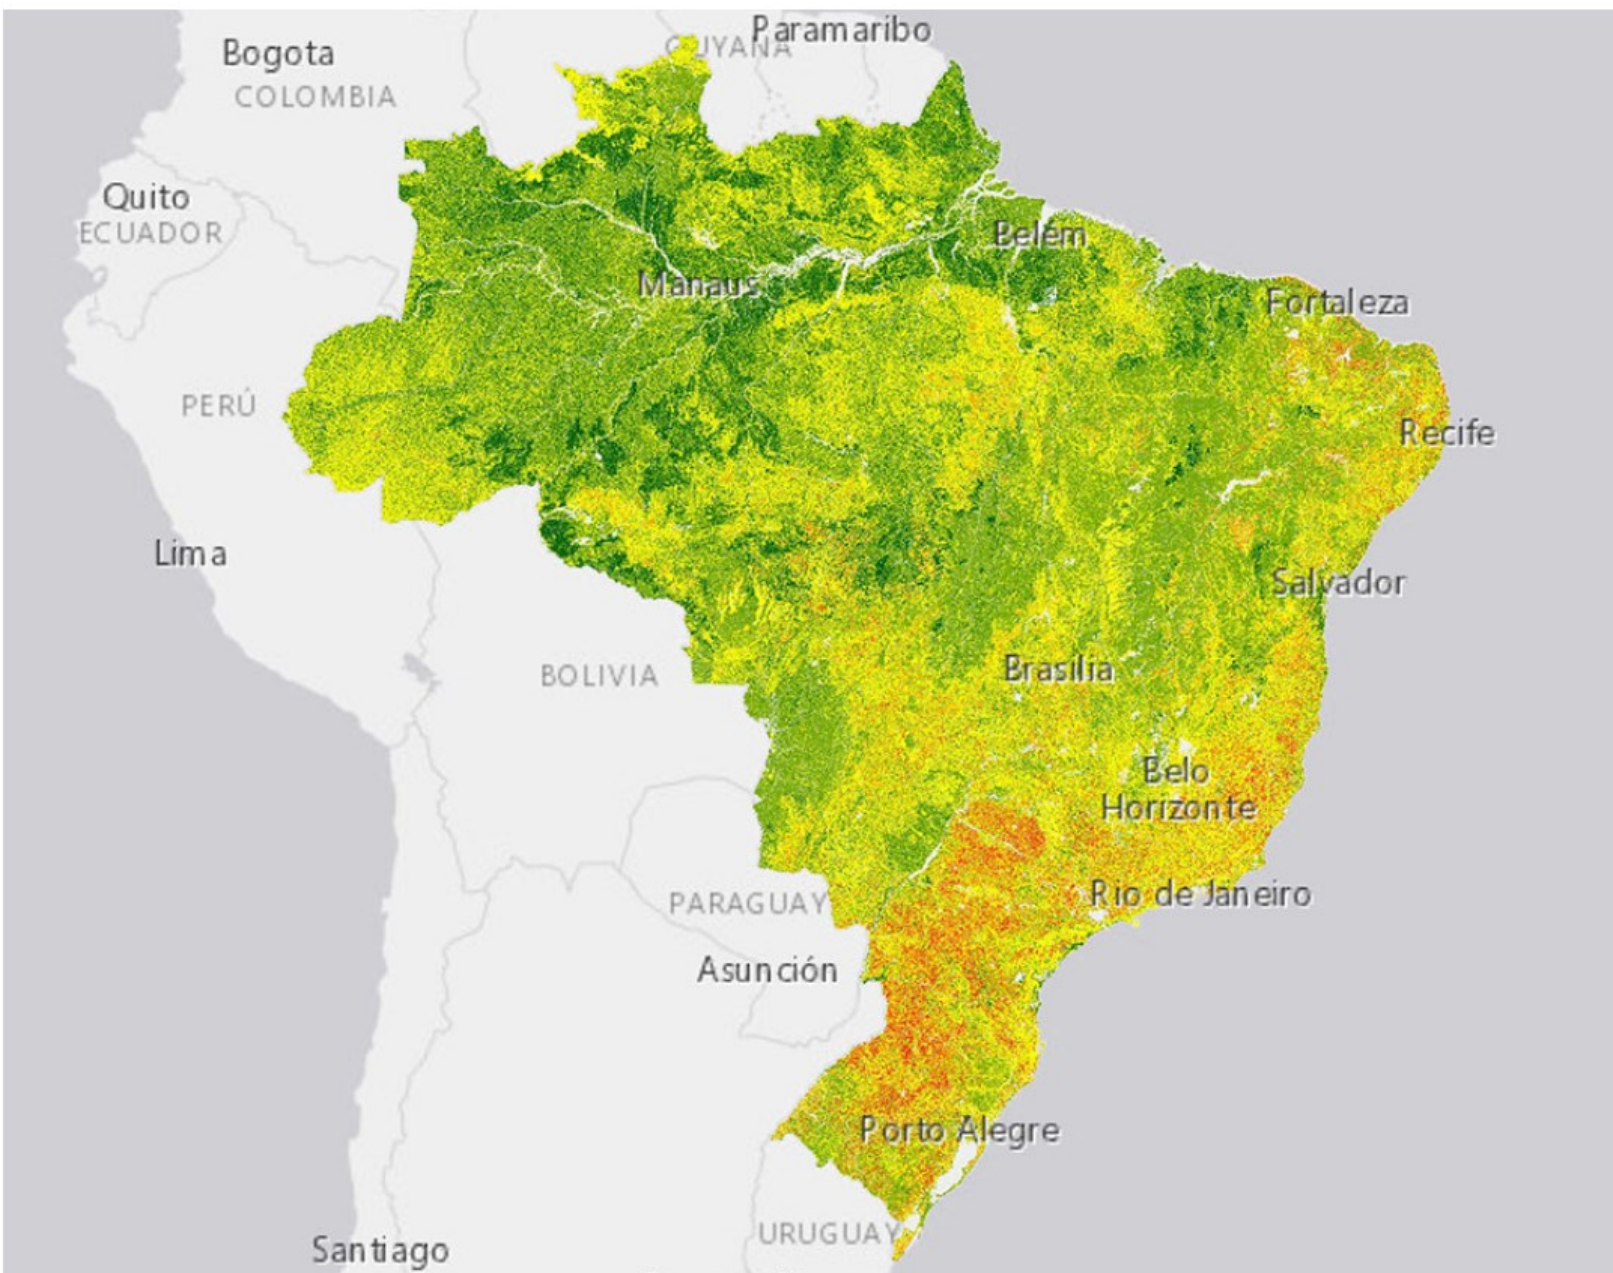 Paramaribo
GUYANA
Bogota
COLOMBIA
Quito
ECUADOR
Belém
Manaus
Fortaleza
PERÚ
Recife
Lima
Salvador
BOLIVIA
Brasília
Belo
Horizonte
PARAGUAY
Rio de Janeiro
Asunción
Porto Alegre
URUGUAY
Santiago